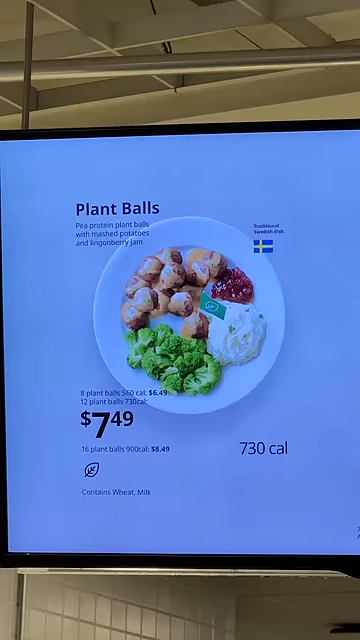 Plant Balls
Pea protein plant balls
with mashed potatoes
and lingonberry jam
Traditional
Swedish dish
8 plant balls 560 cal: $6.49
12 plant balls 730cal:
$7 49
16 plant balls 900cal: $8.49
730 cal
Contains Wheat, Milk